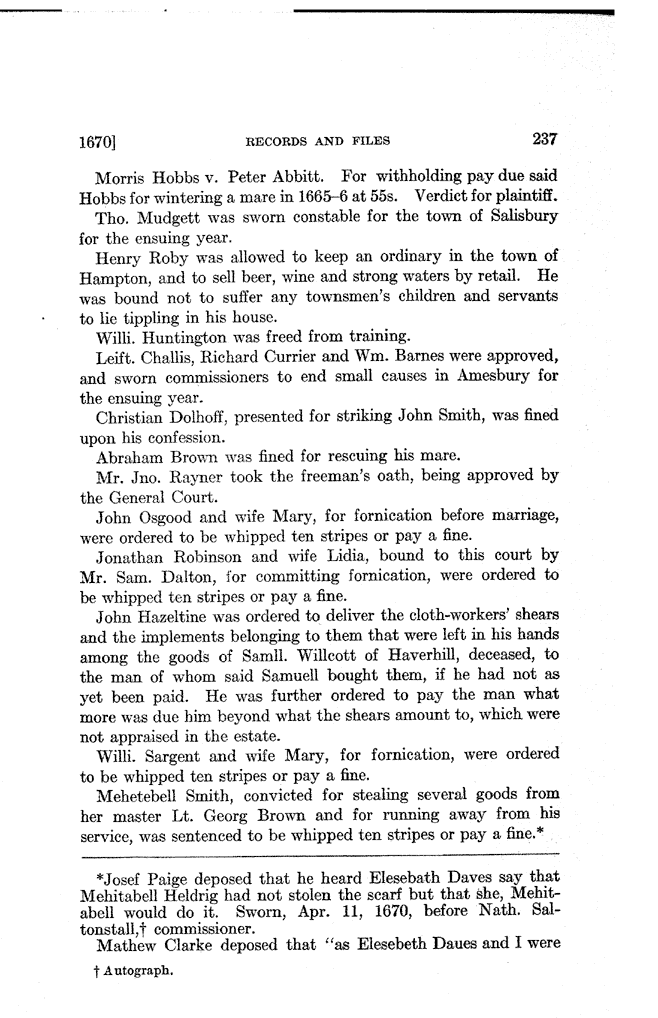 1670] RECORDS AND FILES 237
Morris Hobbs v. Peter Abbitt. For withholding pay due said
Hobbs for wintering a mare in 1665–6 at 55s. Verdict for plaintiff.
Tho. Mudgett was sworn constable for the town of Salisbury
for the ensuing year.
Henry Roby was allowed to keep an ordinary in the town of
Hampton, and to sell beer, wine and strong waters by retail. He
was bound not to suffer any townsmen's children and servants
to lie tippling in his house.
Willi. Huntington was freed from training.
Leift. Challis, Richard Currier and Wm. Barnes were approved,
and sworn commissioners to end small causes in Amesbury for
the ensuing year.
Christian Dolhoff, presented for striking John Smith, was fined
upon his confession.
Abraham Brown was fined for rescuing his mare.
Mr. Jno. Rayner took the freeman's oath, being approved by
the General Court.
John Osgood and wife Mary, for fornication before marriage,
were ordered to be whipped ten stripes or pay a fine.
Jonathan Robinson and wife Lidia, bound to this court by
Mr. Sam. Dalton, for committing fornication, were ordered to
be whipped ten stripes or pay a fine.
John Hazeltine was ordered to deliver the cloth-workers' shears
and the implements belonging to them that were left in his hands
among the goods of Samll. Willcott of Haverhill, deceased, to
the man of whom said Samuell bought them, if he had not as
yet been paid. He was further ordered to pay the man what
more was due him beyond what the shears amount to, which were
not appraised in the estate.
Willi. Sargent and wife Mary, for fornication, were ordered
to be whipped ten stripes or pay a fine.
Mehetebell Smith, convicted for stealing several goods from
her master Lt. Georg Brown and for running away from his
service, was sentenced to be whipped ten stripes or pay a fine.*
*Josef Paige deposed that he heard Elesebath Daves say that
Mehitabell Heldrig had not stolen the scarf but that she, Mehit-
abell would do it. Sworn, Apr. 11, 1670, before Nath. Sal-
tonstall,† commissioner.
Mathew Clarke deposed that "as Elesebeth Daues and I were
† Autograph.